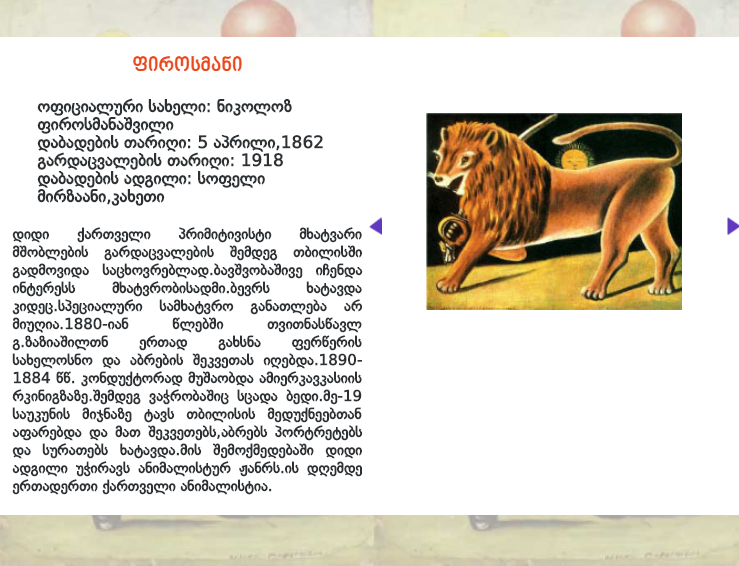 ფიროსმანი
ოფიციალური სახელი: ნიკოლოზ
ფიროსმანაშვილი
დაბადების თარიღი: 5 აპრილი,1862
გარდაცვალების თარიღი: 1918
დაბადების ადგილი: სოფელი
მირზაანი,კახეთი
დიდი ქართველი პრიმიტივისტი მხატვარი
მშობლების გარდაცვალების შემდეგ თბილისში
გადმოვიდა საცხოვრებლად.ბავშვობაშივე იჩენდა
ინტერესს მხატვრობისადმი.ბევრს ხატავდა
კიდეც.სპეციალური სამხატვრო განათლება არ
მიუღია.1880-იან წლებში თვითნასწავლ
გ.ზაზიაშილთნ ერთად გახსნა ფერწერის
სახელოსნო და აბრების შეკვეთას იღებდა.1890-
1884 წწ. კონდუქტორად მუშაობდა ამიერკავკასიის
რკინიგზაზე.შემდეგ ვაჭრობაშიც სცადა ბედი.მე-19
საუკუნის მიჯნაზე ტავს თბილისის მედუქნეებთან
აფარებდა და მათ შეკვეთებს,აბრებს პორტრეტებს
და სურათებს ხატავდა.მის შემოქმედებაში დიდი
ადგილი უჭირავს ანიმალისტურ ჟანრს.ის დღემდე
ერთადერთი ქართველი ანიმალისტია.